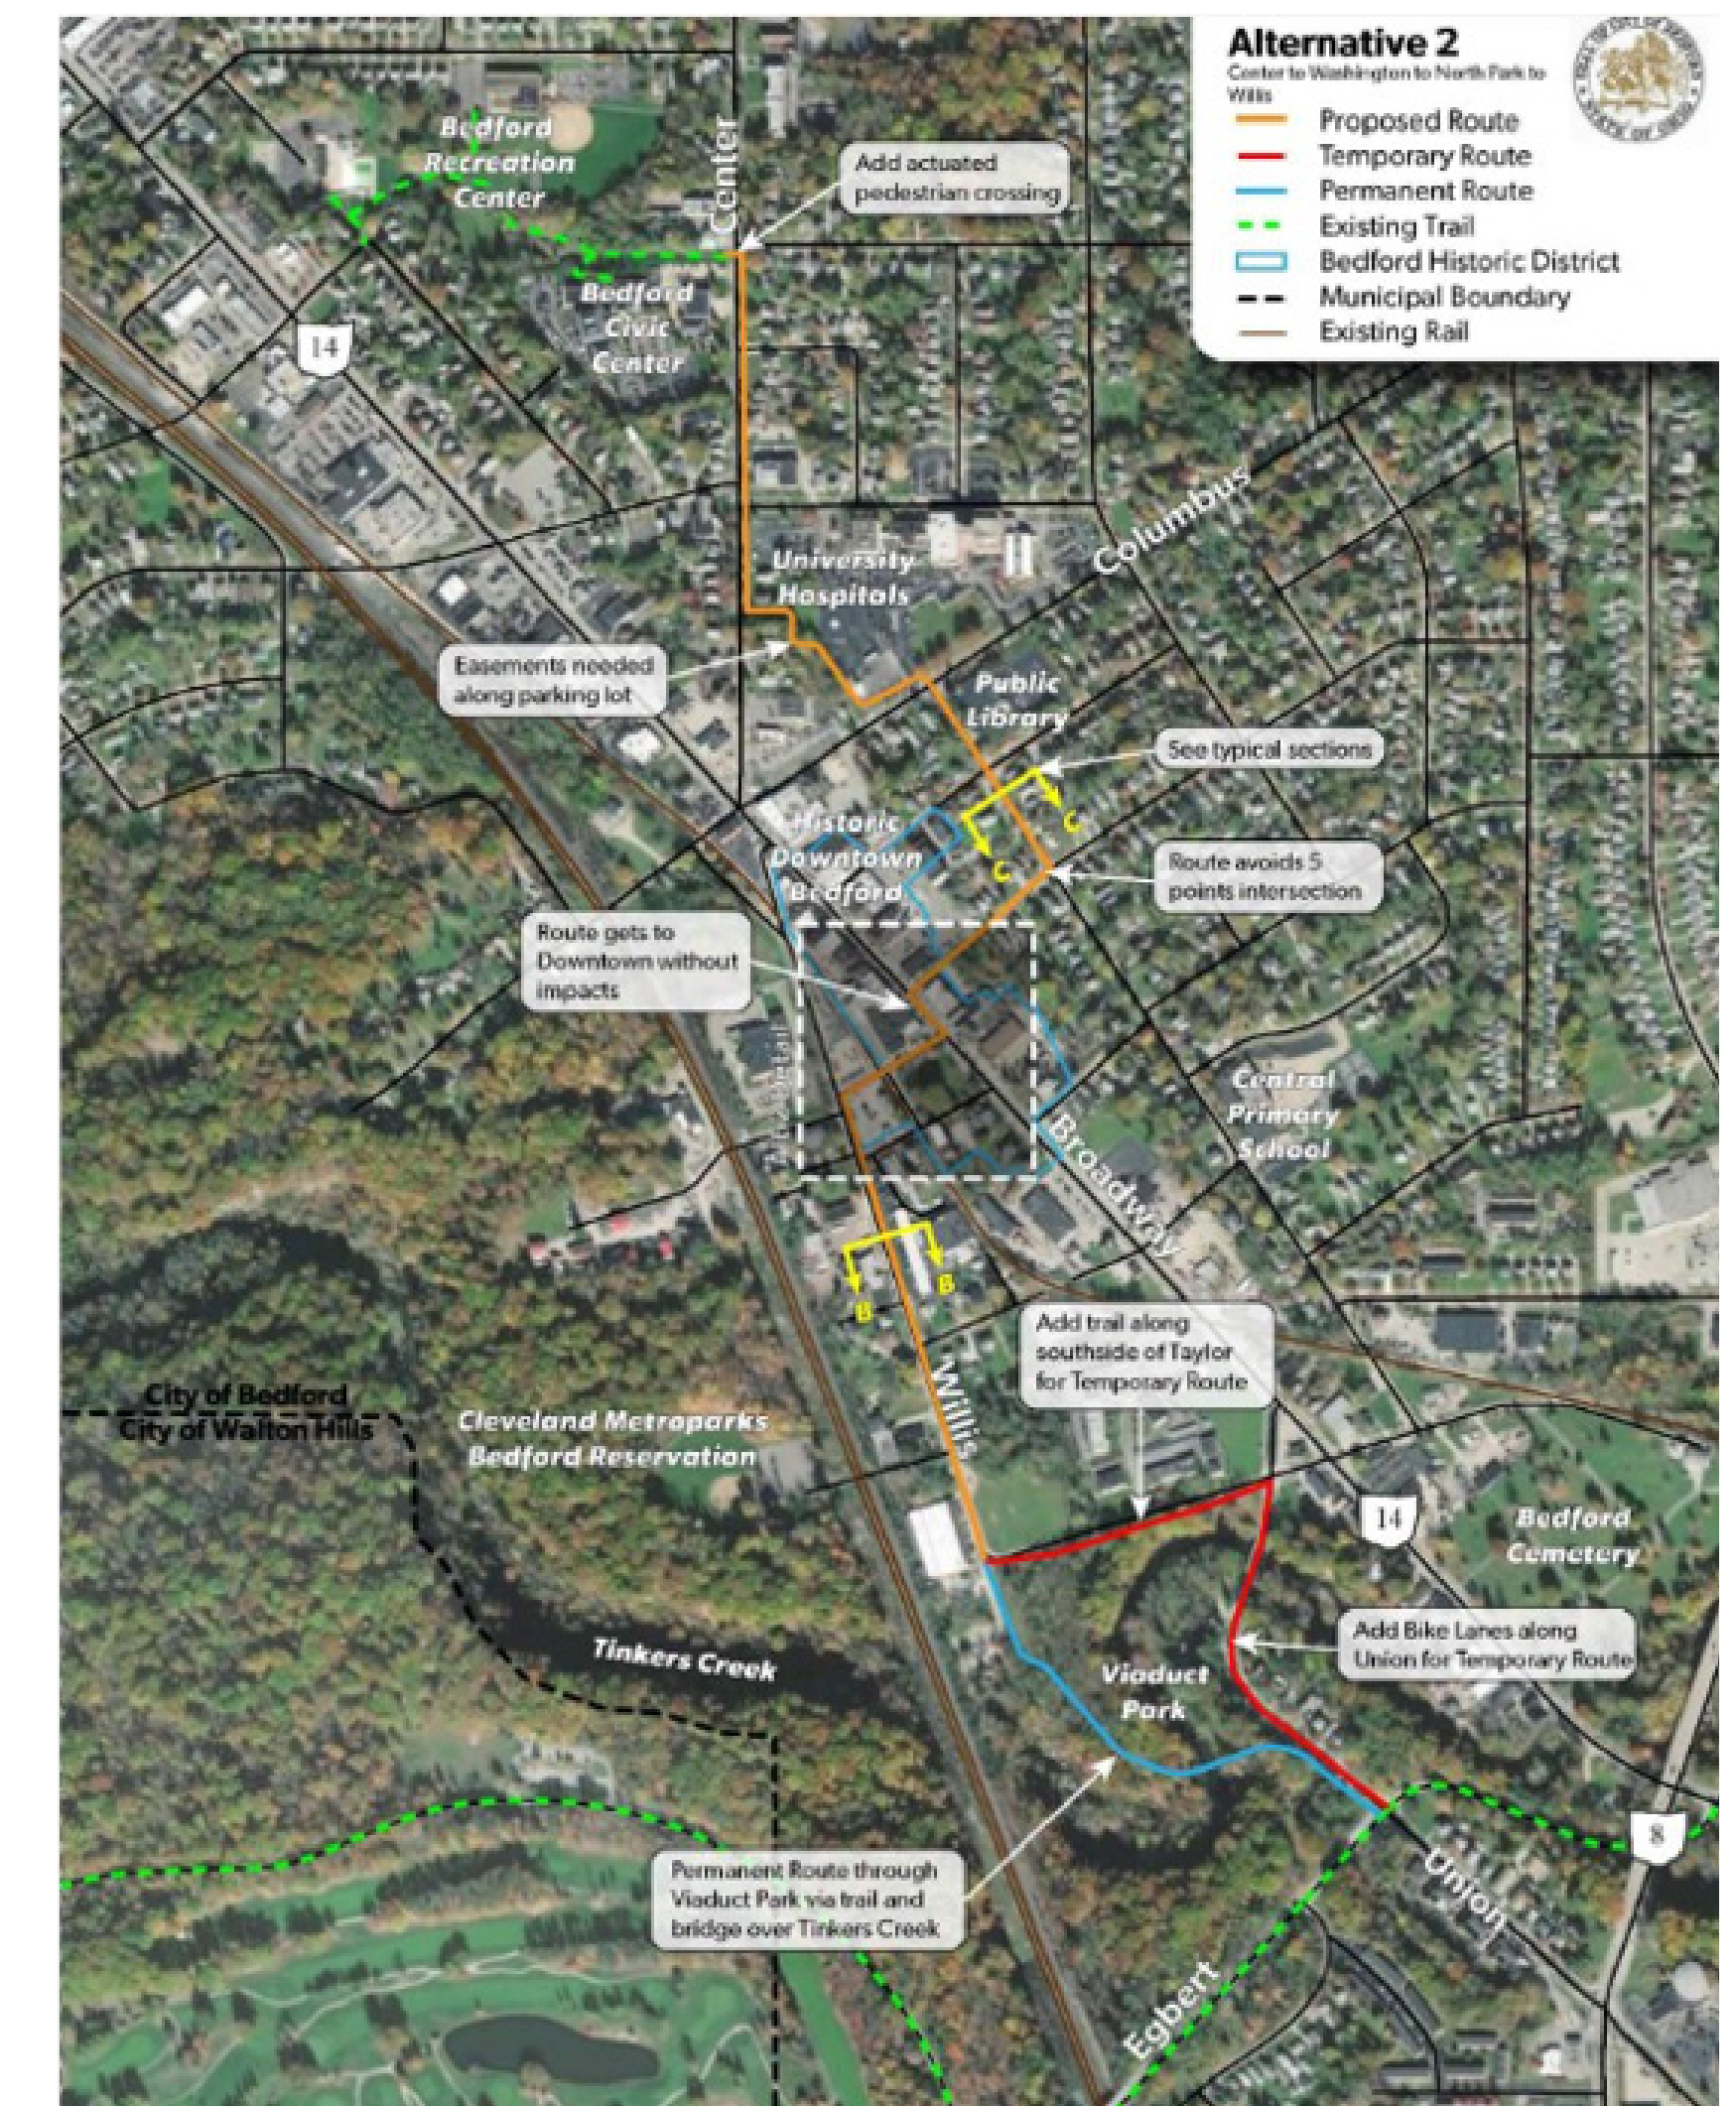 Alternative 2
Center to Washington to North Park to
Willis
Proposed Route
Temporary Route
Permanent Route
Existing Trail
Bedford Historic District
Municipal Boundary
Existing Rail
Bedford
Recreation
Center
Center
Add actuated
pedestrian crossing
Bedford
Civic
Center
14
Columbus
University
Hospitals
Easements needed
along parking lot
Public
Library
See typical sections
C
C
Historic
Downtown
Bedford
Route avoids 5
points intersection
Route gets to
Downtown without
impacts
Central
Primary
School
Broadway
B
B
Add trail along
southside of Taylor
for Temporary Route
Willis
City of Bedford
City of Walton Hills
Cleveland Metroparks
Bedford Reservation
14
Bedford
Cemetery
Tinkers Creek
Viaduct
Park
Add Bike Lanes along
Union for Temporary Route
8
Permanent Route through
Viaduct Park via trail and
bridge over Tinkers Creek
Union
Egbert